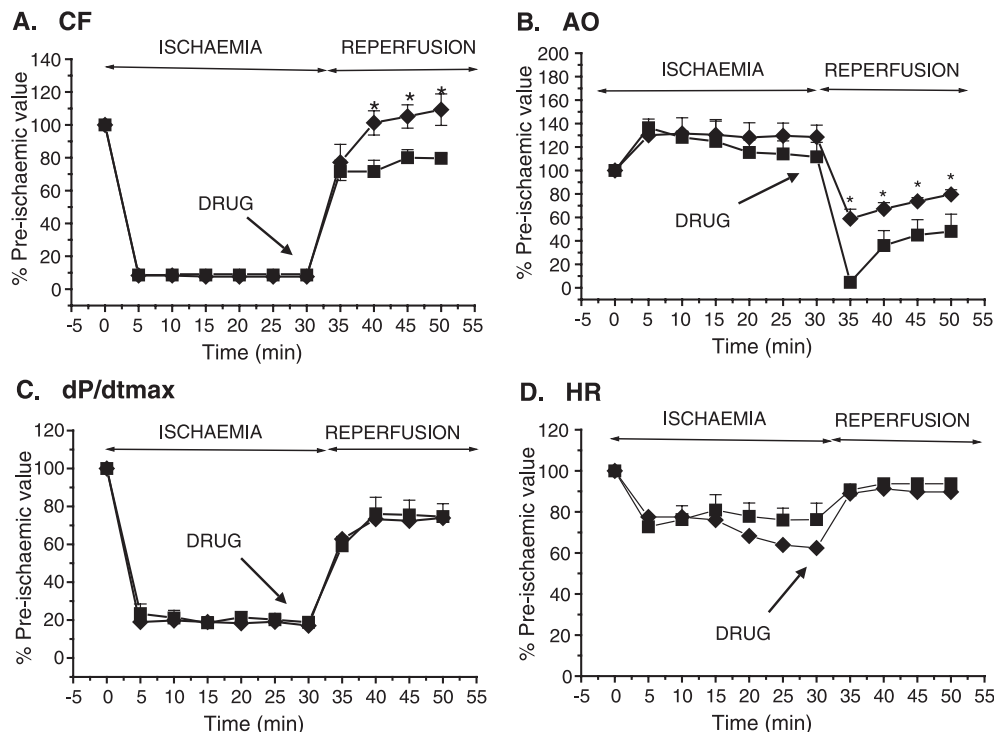 A. CF
ISCHAEMIA REPERFUSION
% Pre-ischaemic value
140
120
100
80
60
40
20
0
* * *
DRUG
-5 0 5 10 15 20 25 30 35 40 45 50 55
Time (min)
B. AO
ISCHAEMIA REPERFUSION
% Pre-ischaemic value
200
180
160
140
120
100
80
60
40
20
0
* * * *
DRUG
-5 0 5 10 15 20 25 30 35 40 45 50 55
Time (min)
C. dP/dtmax
ISCHAEMIA REPERFUSION
% Pre-ischaemic value
120
100
80
60
40
20
0
DRUG
-5 0 5 10 15 20 25 30 35 40 45 50 55
Time (min)
D. HR
ISCHAEMIA REPERFUSION
% Pre-ischaemic value
120
100
80
60
40
20
0
DRUG
-5 0 5 10 15 20 25 30 35 40 45 50 55
Time (min)